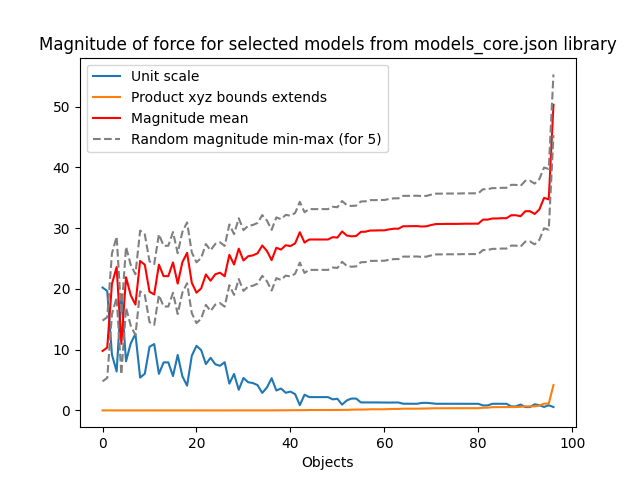 Magnitude of force for selected models from models_core.json library
Unit scale
Product xyz bounds extends
Magnitude mean
Random magnitude min-max (for 5)
50
40
30
20
10
0
0 20 40 60 80 100
Objects